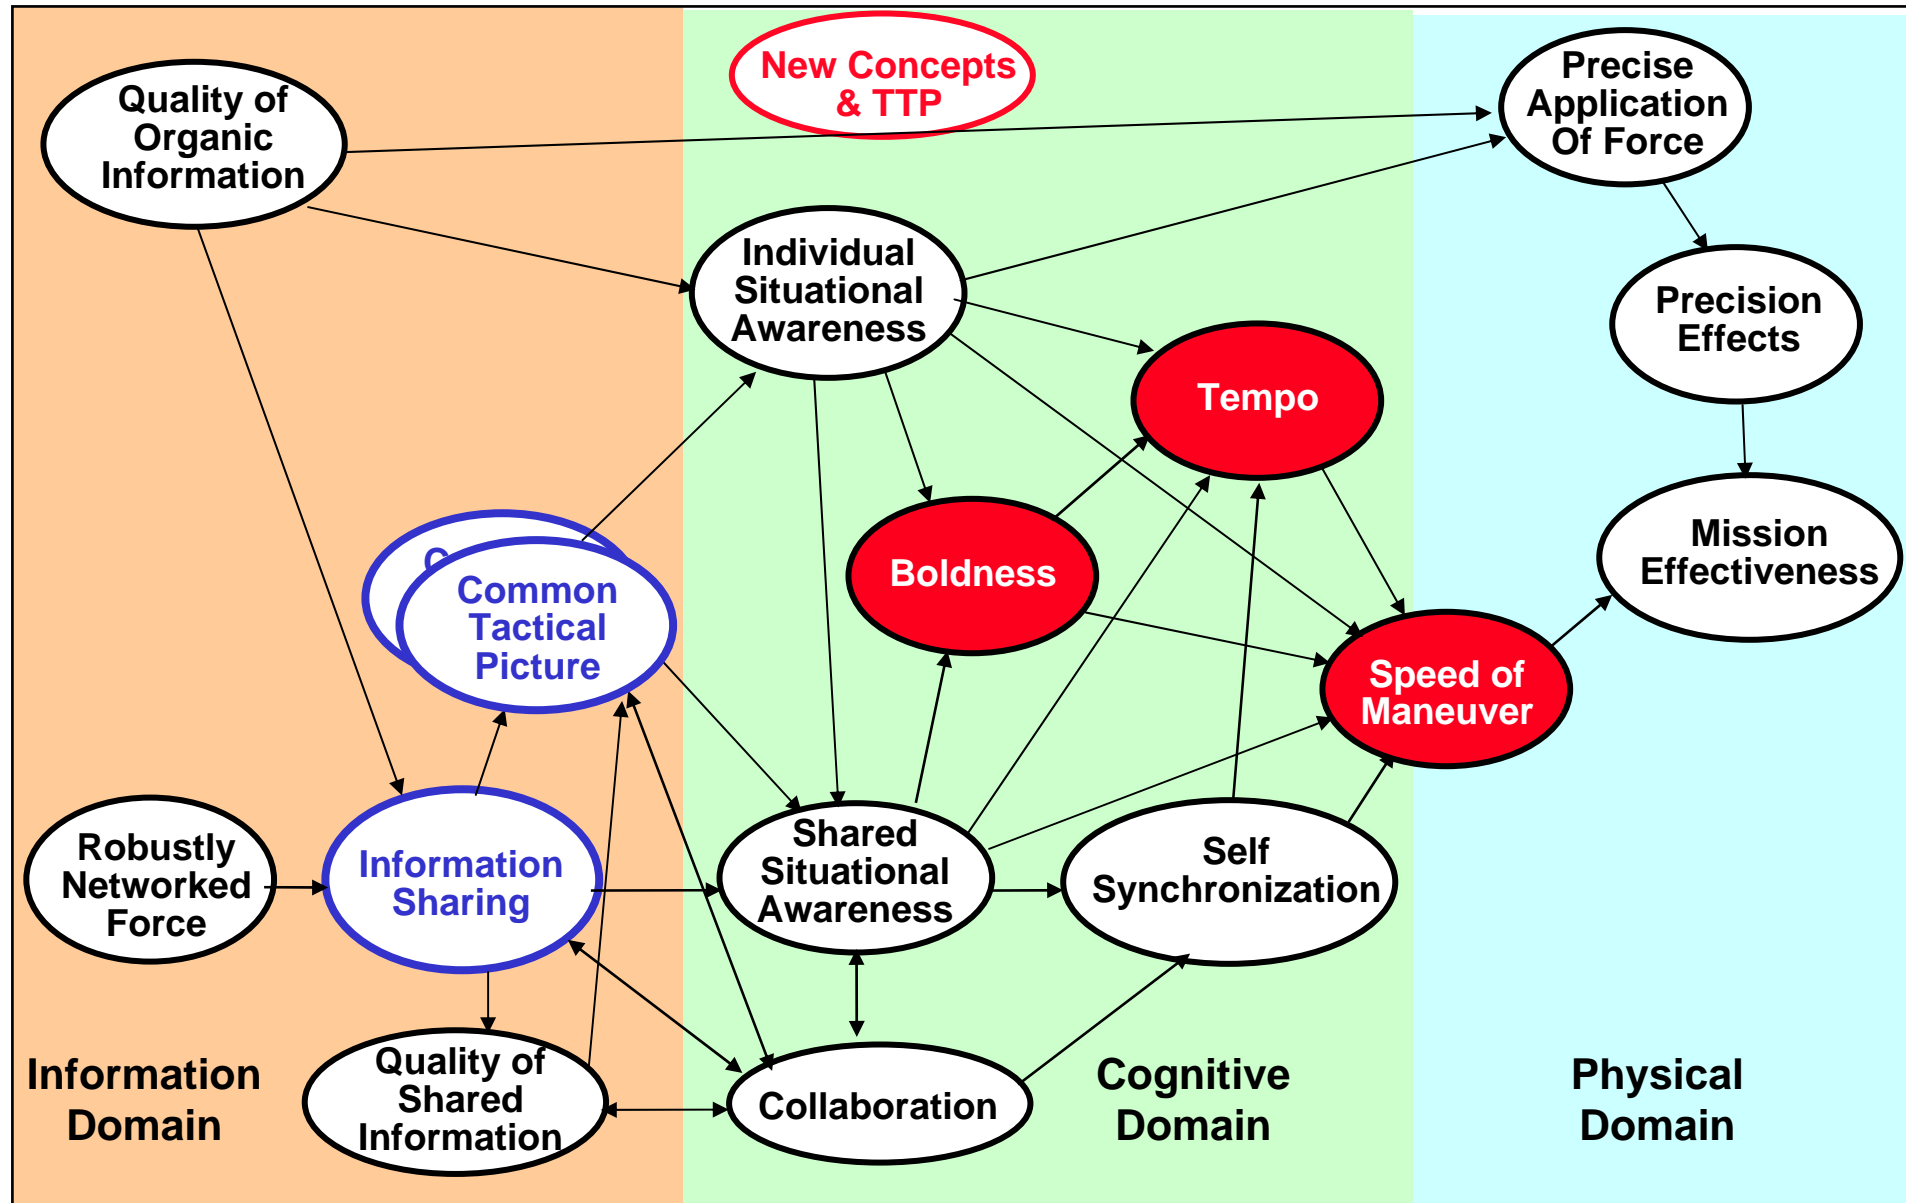 New Concepts
& TTP
Quality of
Organic
Information
Precise
Application
Of Force
Individual
Situational
Awareness
Precision
Effects
Tempo
Mission
Effectiveness
Boldness
Common
Tactical
Picture
Speed of
Maneuver
Robustly
Networked
Force
Information
Sharing
Shared
Situational
Awareness
Self
Synchronization
Quality of
Shared
Information
Collaboration
Information
Domain
Cognitive
Domain
Physical
Domain